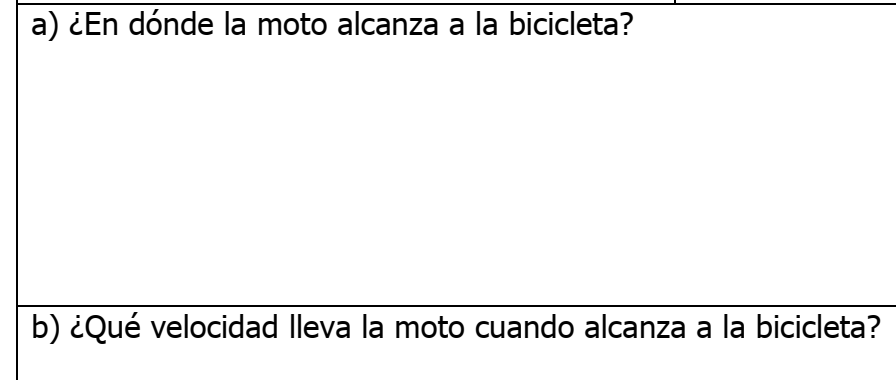 a) ¿En dónde la moto alcanza a la bicicleta?
b) ¿Qué velocidad lleva la moto cuando alcanza a la bicicleta?